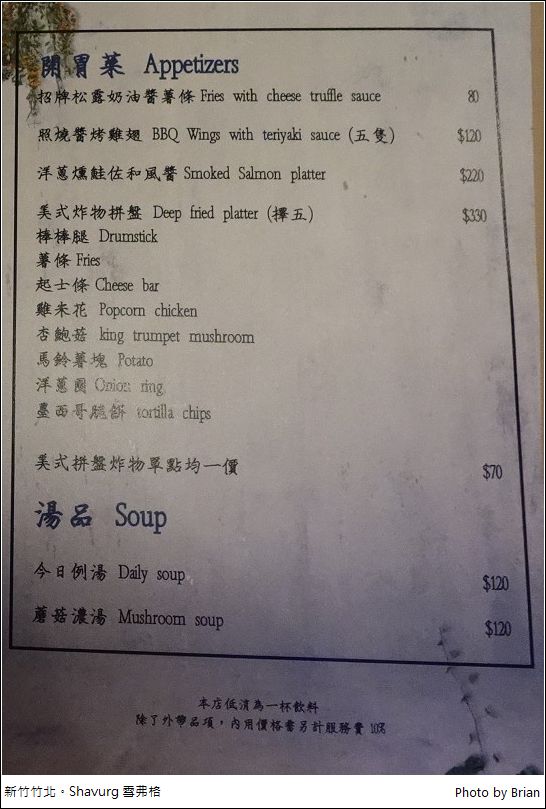 開胃菜 Appetizers
招牌松露奶油醬薯條 Fries with cheese truffle sauce 80
照燒醬烤雞翅 BBQ Wings with teriyaki sauce (五隻) $120
洋蔥燻鮭佐和風醬 Smoked Salmon platter $220
美式炸物拼盤 Deep fried platter (擇五) $330
棒棒腿 Drumstick
薯條 Fries
起士條 Cheese bar
雞米花 Popcorn chicken
杏鮑菇 king trumpet mushroom
馬鈴薯塊 Potato
洋蔥圈 Onion ring
墨西哥脆餅 tortilla chips
美式拼盤炸物單點均一價 $70
湯品 Soup
今日例湯 Daily soup $120
蘑菇濃湯 Mushroom soup $120
本店低消為一杯飲料
除了外帶品項，內用價格需另計服務費 10%
新竹竹北。Shavurg 雪弗格 Photo by Brian